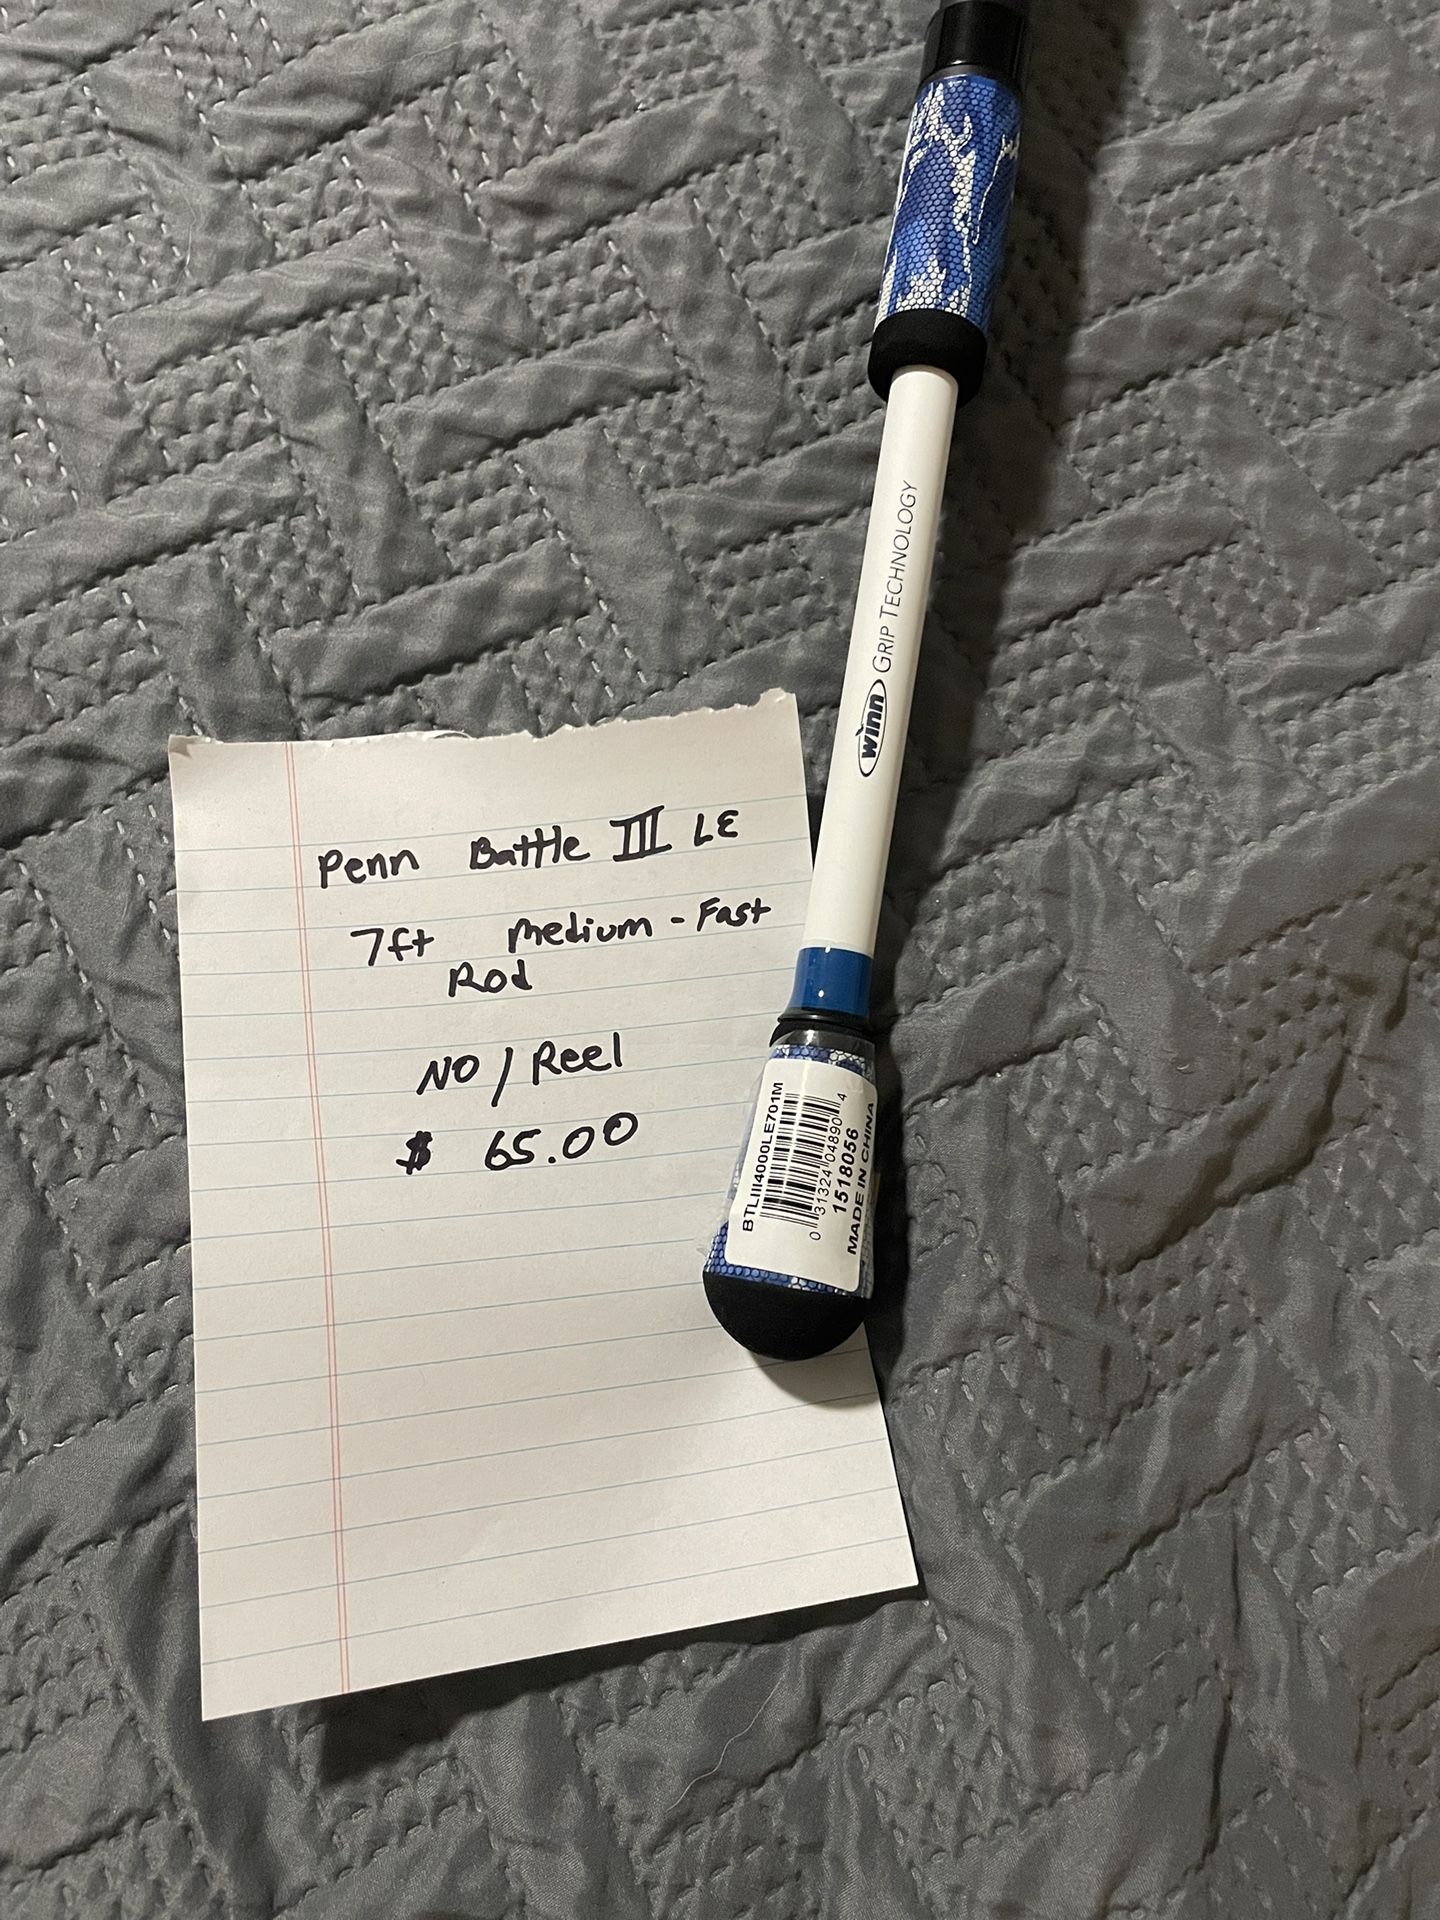 Penn Battle III LE
7ft Medium - Fast
Rod
NO / Reel
$ 65.00
winn GRIP TECHNOLOGY
BTLIII4000LE701M
0 31324 04890 4
1518056
MADE IN CHINA